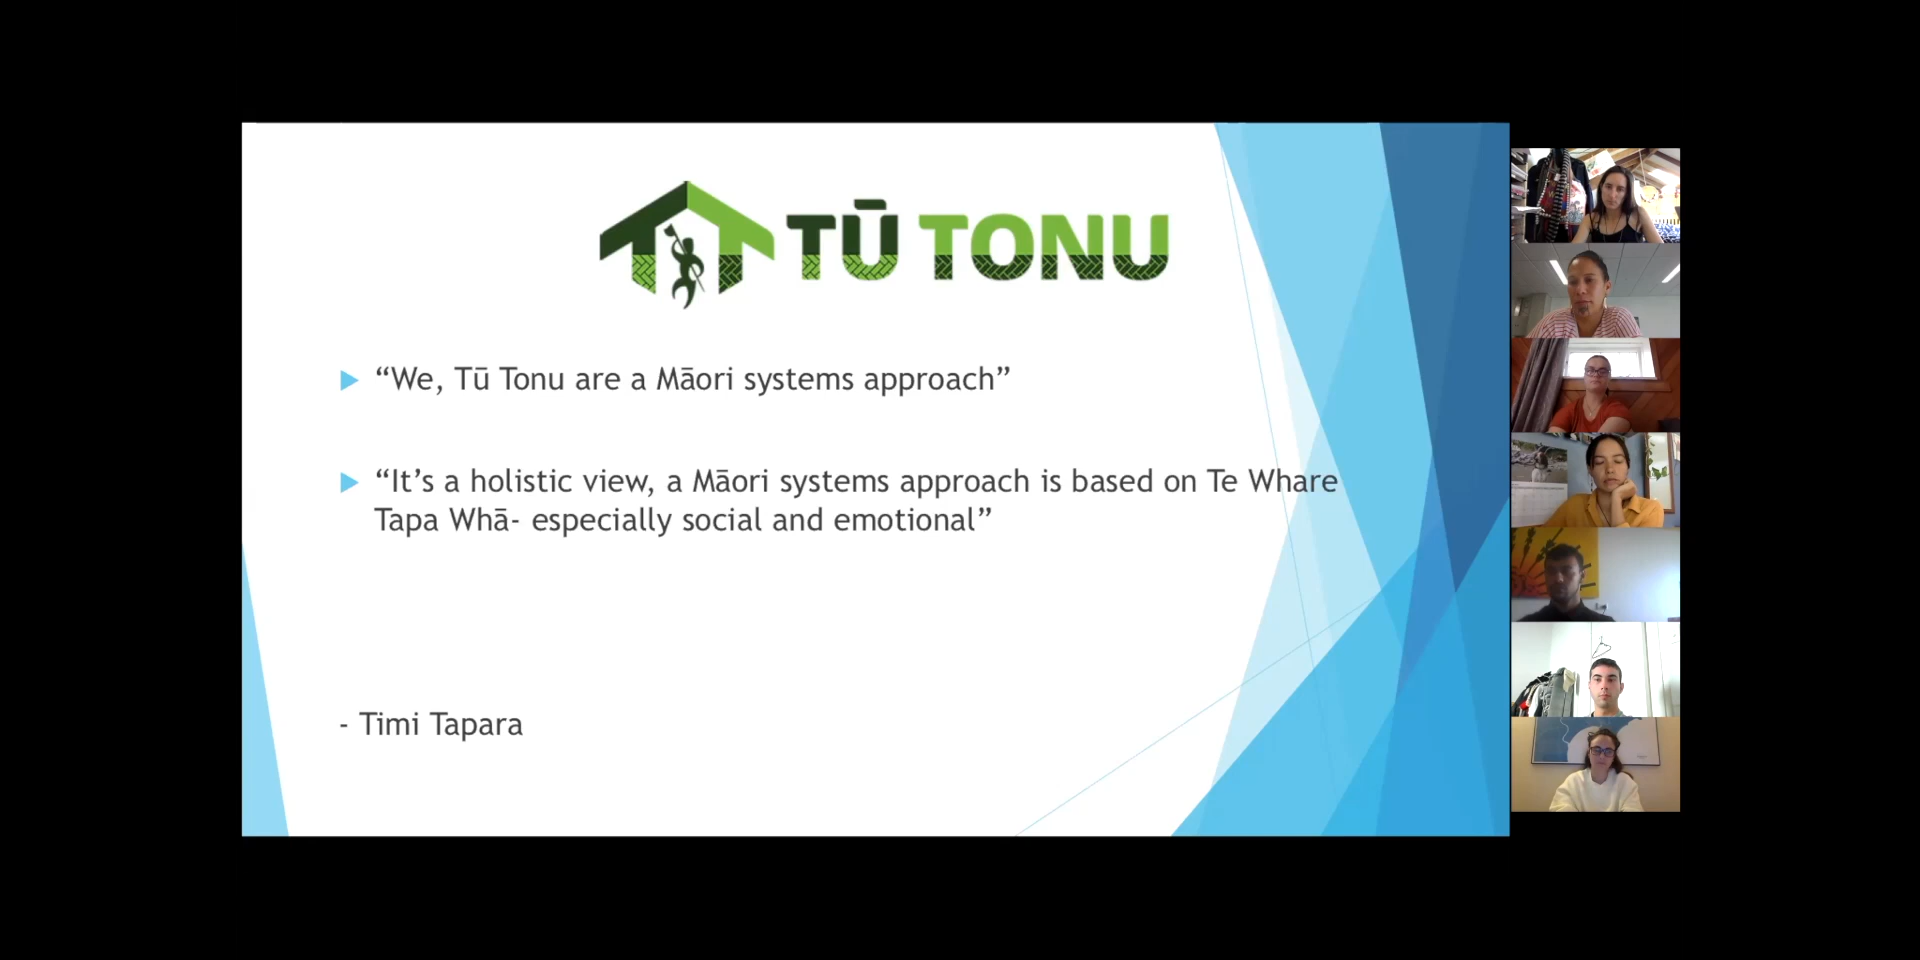 TŪ TONU
“We, Tū Tonu are a Māori systems approach”
“It’s a holistic view, a Māori systems approach is based on Te Whare
Tapa Whā- especially social and emotional”
- Timi Tapara